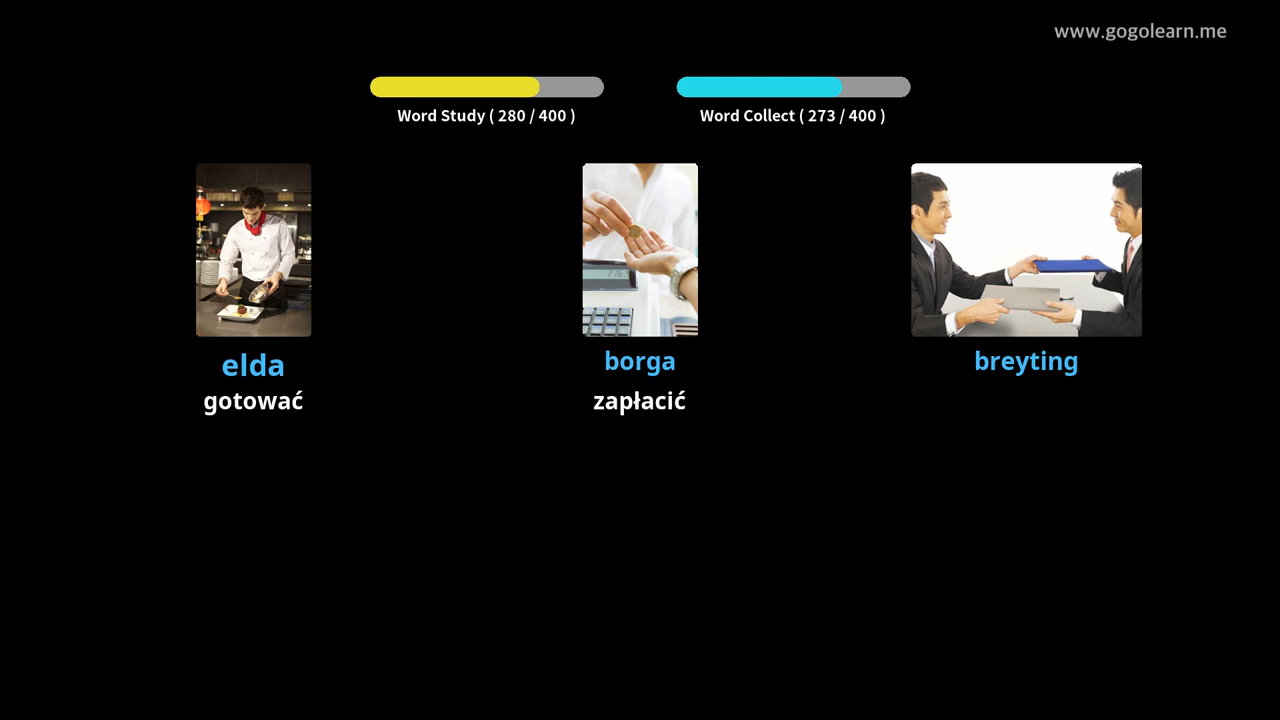 www.gogolearn.me
Word Study ( 280 / 400 )
Word Collect ( 273 / 400 )
elda
borga
breyting
gotować
zapłacić